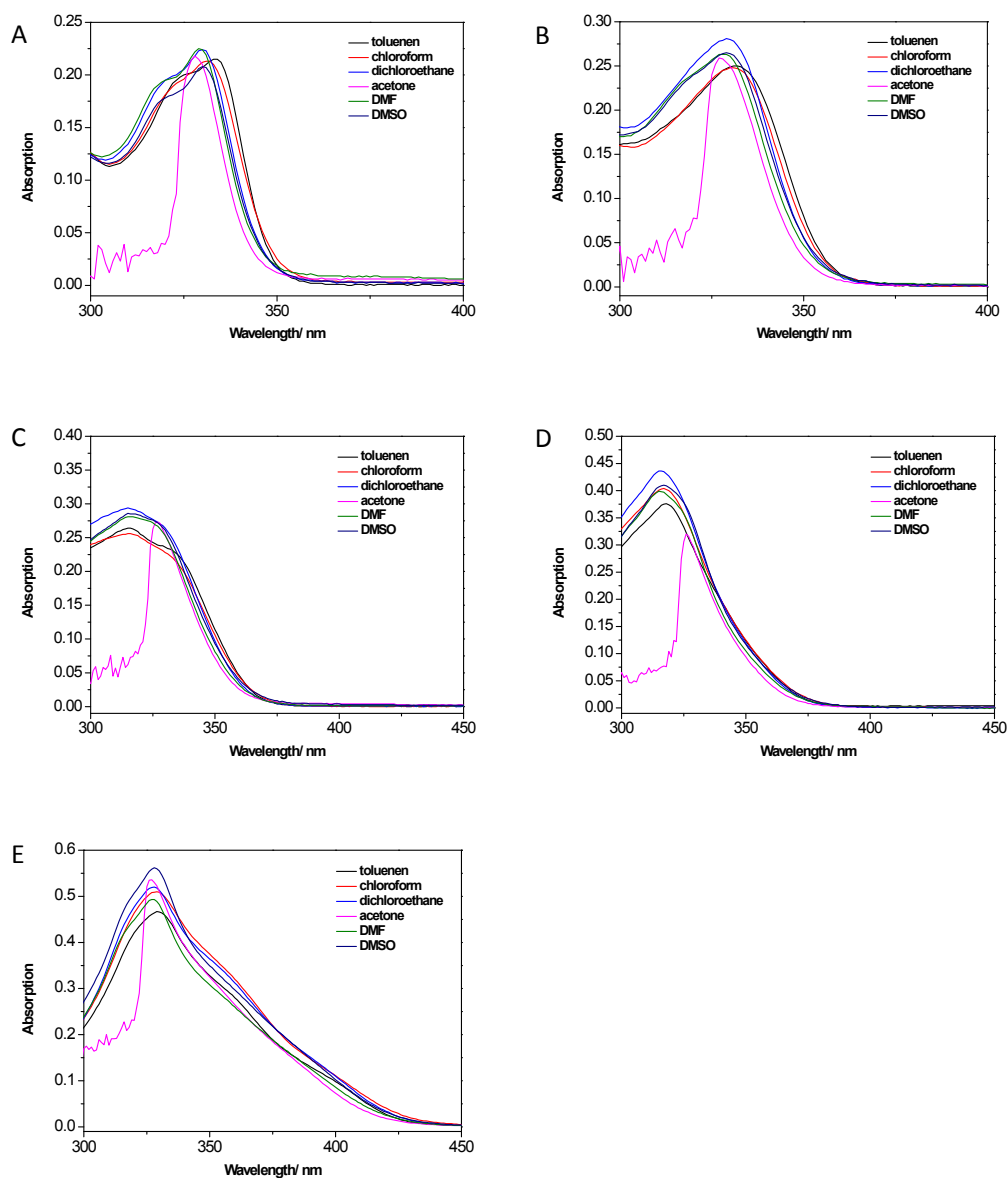 A
0.25
0.20
0.15
0.10
0.05
0.00
Absorption
300
350
400
Wavelength/ nm
toluenen
chloroform
dichloroethane
acetone
DMF
DMSO
B
0.30
0.25
0.20
0.15
0.10
0.05
0.00
Absorption
300
350
400
Wavelength/ nm
toluenen
chloroform
dichloroethane
acetone
DMF
DMSO
C
0.40
0.35
0.30
0.25
0.20
0.15
0.10
0.05
0.00
Absorption
300
350
400
450
Wavelength/ nm
toluenen
chloroform
dichloroethane
acetone
DMF
DMSO
D
0.50
0.45
0.40
0.35
0.30
0.25
0.20
0.15
0.10
0.05
0.00
Absorption
300
350
400
450
Wavelength/ nm
toluenen
chloroform
dichloroethane
acetone
DMF
DMSO
E
0.6
0.5
0.4
0.3
0.2
0.1
0.0
Absorption
300
350
400
450
Wavelength/ nm
toluenen
chloroform
dichloroethane
acetone
DMF
DMSO